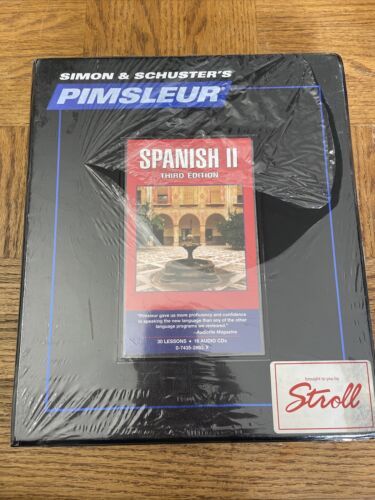 SIMON & SCHUSTER'S
PIMSLEUR®
SPANISH II
THIRD EDITION
"Pimsleur gave us more proficiency and confidence
in speaking the new language than any of the other
language programs we reviewed."
–Audiofile Magazine
30 LESSONS • 16 AUDIO CDs
brought to you by
Stroll